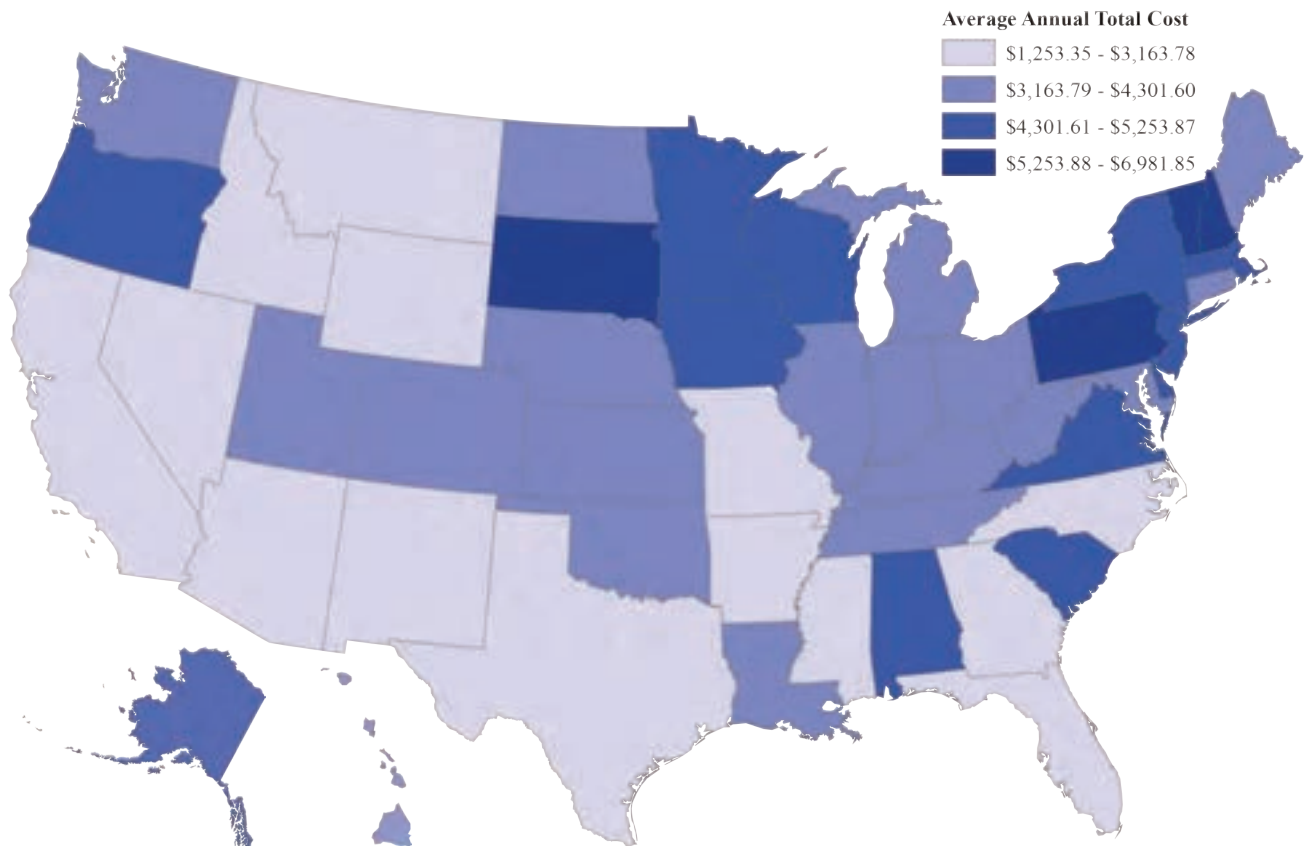 Average Annual Total Cost
$1,253.35 - $3,163.78
$3,163.79 - $4,301.60
$4,301.61 - $5,253.87
$5,253.88 - $6,981.85